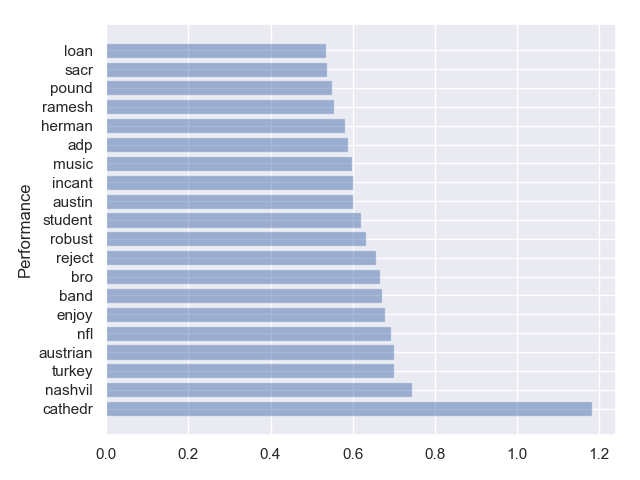 Performance
loan
sacr
pound
ramesh
herman
adp
music
incant
austin
student
robust
reject
bro
band
enjoy
nfl
austrian
turkey
nashvil
cathedr
0.0 0.2 0.4 0.6 0.8 1.0 1.2